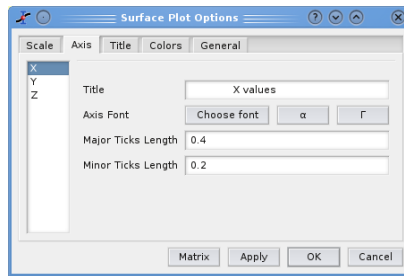 Surface Plot Options
Scale Axis Title Colors General
X
Y
Z
Title X values
Axis Font Choose font α Γ
Major Ticks Length 0.4
Minor Ticks Length 0.2
Matrix Apply OK Cancel